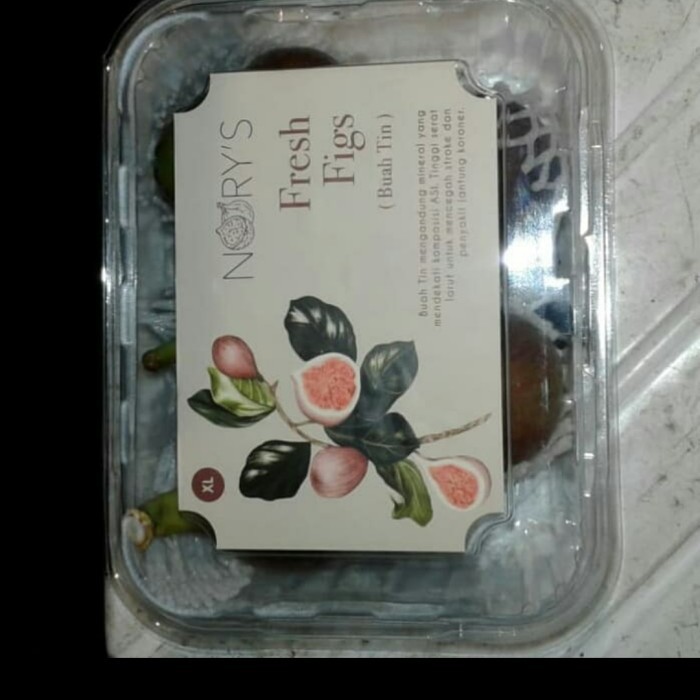 NOORY'S
Fresh
Figs
( Buah Tin )
Buah Tin mengandung mineral yang
mendekati komposisi ASI. Tinggi serat
larut untuk mencegah stroke dan
penyakit jantung koroner.
XL